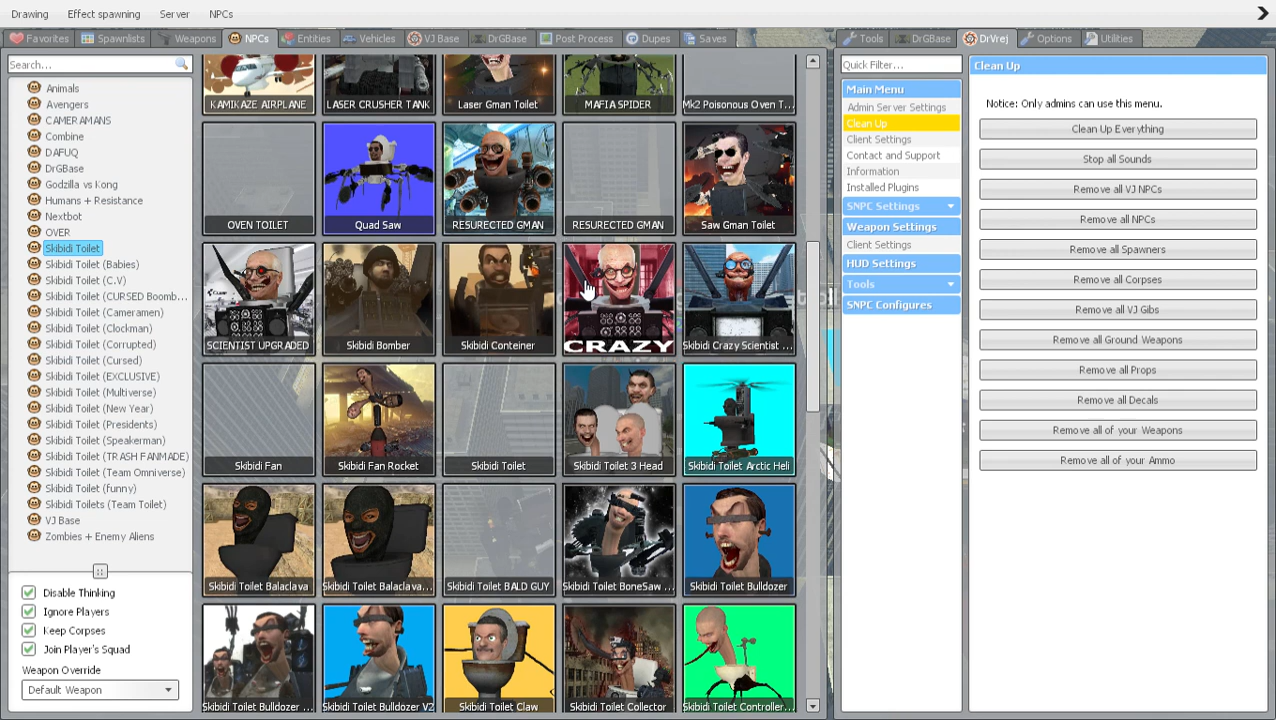 Drawing Effect spawning Server NPCs
Favorites Spawnlists Weapons NPCs Entities Vehicles VJ Base DrGBase Post Process Dupes Saves
Search...
Animals
Avengers
CAMERAMANS
Combine
DAFUQ
DrGBase
Godzilla vs Kong
Humans + Resistance
Nextbot
OVER
Skibidi Toilet
Skibidi Toilet (Babies)
Skibidi Toilet (C.V)
Skibidi Toilet (CURSED Boomb...
Skibidi Toilet (Cameramen)
Skibidi Toilet (Clockman)
Skibidi Toilet (Corrupted)
Skibidi Toilet (Cursed)
Skibidi Toilet (EXCLUSIVE)
Skibidi Toilet (Multiverse)
Skibidi Toilet (New Year)
Skibidi Toilet (Presidents)
Skibidi Toilet (Speakerman)
Skibidi Toilet (TRASH FANMADE)
Skibidi Toilet (Team Omniverse)
Skibidi Toilet (funny)
Skibidi Toilets (Team Toilet)
VJ Base
Zombies + Enemy Aliens
Disable Thinking
Ignore Players
Keep Corpses
Join Player's Squad
Weapon Override
Default Weapon
KAMIKAZE AIRPLANE LASER CRUSHER TANK Laser Gman Toilet MAFIA SPIDER Mk2 Poisonous Oven T...
OVEN TOILET Quad Saw RESURECTED GMAN RESURECTED GMAN Saw Gman Toilet
SCIENTIST UPGRADED Skibidi Bomber Skibidi Conteiner CRAZY Skibidi Crazy Scientist ...
Skibidi Fan Skibidi Fan Rocket Skibidi Toilet Skibidi Toilet 3 Head Skibidi Toilet Arctic Heli
Skibidi Toilet Balaclava Skibidi Toilet Balaclava... Skibidi Toilet BALD GUY Skibidi Toilet BoneSaw ... Skibidi Toilet Bulldozer
Skibidi Toilet Bulldozer ... Skibidi Toilet Bulldozer V2 Skibidi Toilet Claw Skibidi Toilet Collector Skibidi Toilet Controller...
Tools DrGBase DrVrej Options Utilities
Quick Filter...
Main Menu
Admin Server Settings
Clean Up
Client Settings
Contact and Support
Information
Installed Plugins
SNPC Settings
Weapon Settings
Client Settings
HUD Settings
Tools
SNPC Configures
Clean Up
Notice: Only admins can use this menu.
Clean Up Everything
Stop all Sounds
Remove all VJ NPCs
Remove all NPCs
Remove all Spawners
Remove all Corpses
Remove all VJ Gibs
Remove all Ground Weapons
Remove all Props
Remove all Decals
Remove all of your Weapons
Remove all of your Ammo